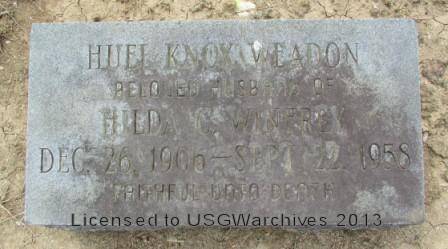 HUEL KNOX WEADON
BELOVED HUSBAND OF
HILDA C. WINFREY
DEC. 26, 1906 — SEPT. 22, 1958
FAITHFUL UNTO DEATH
Licensed to USGWarchives 2013